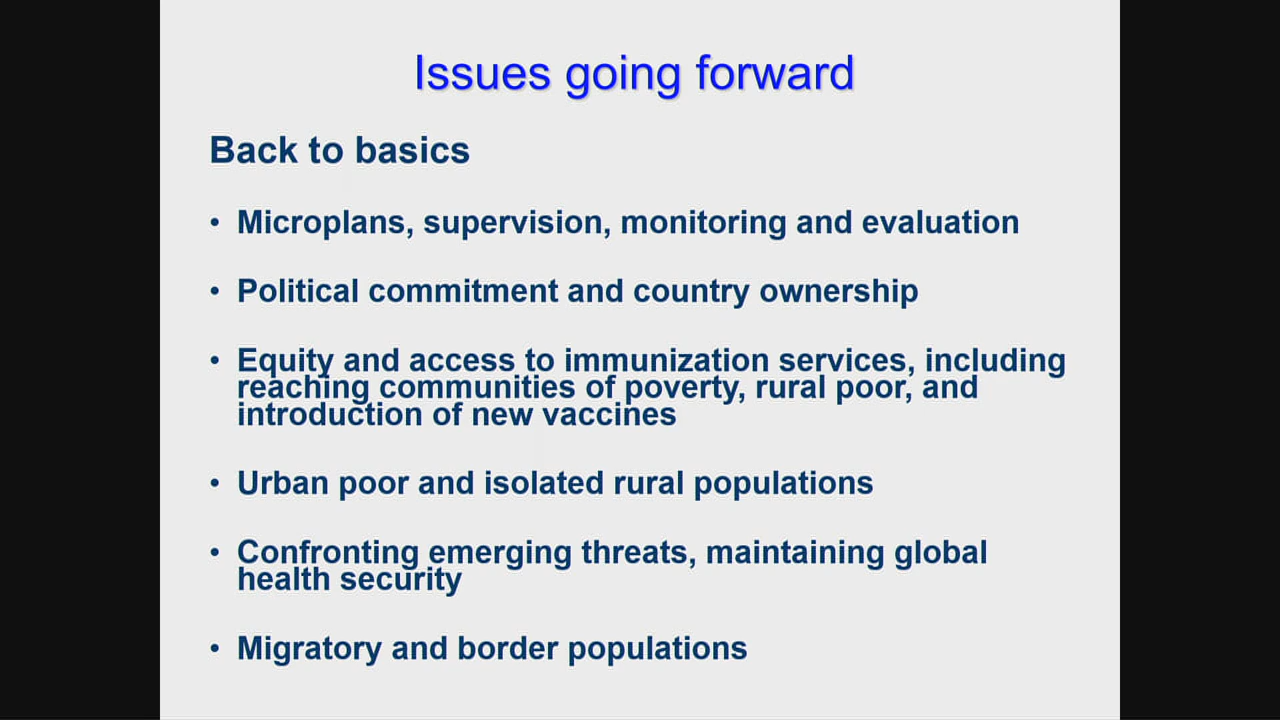 Issues going forward
Back to basics
• Microplans, supervision, monitoring and evaluation
• Political commitment and country ownership
• Equity and access to immunization services, including
reaching communities of poverty, rural poor, and
introduction of new vaccines
• Urban poor and isolated rural populations
• Confronting emerging threats, maintaining global
health security
• Migratory and border populations